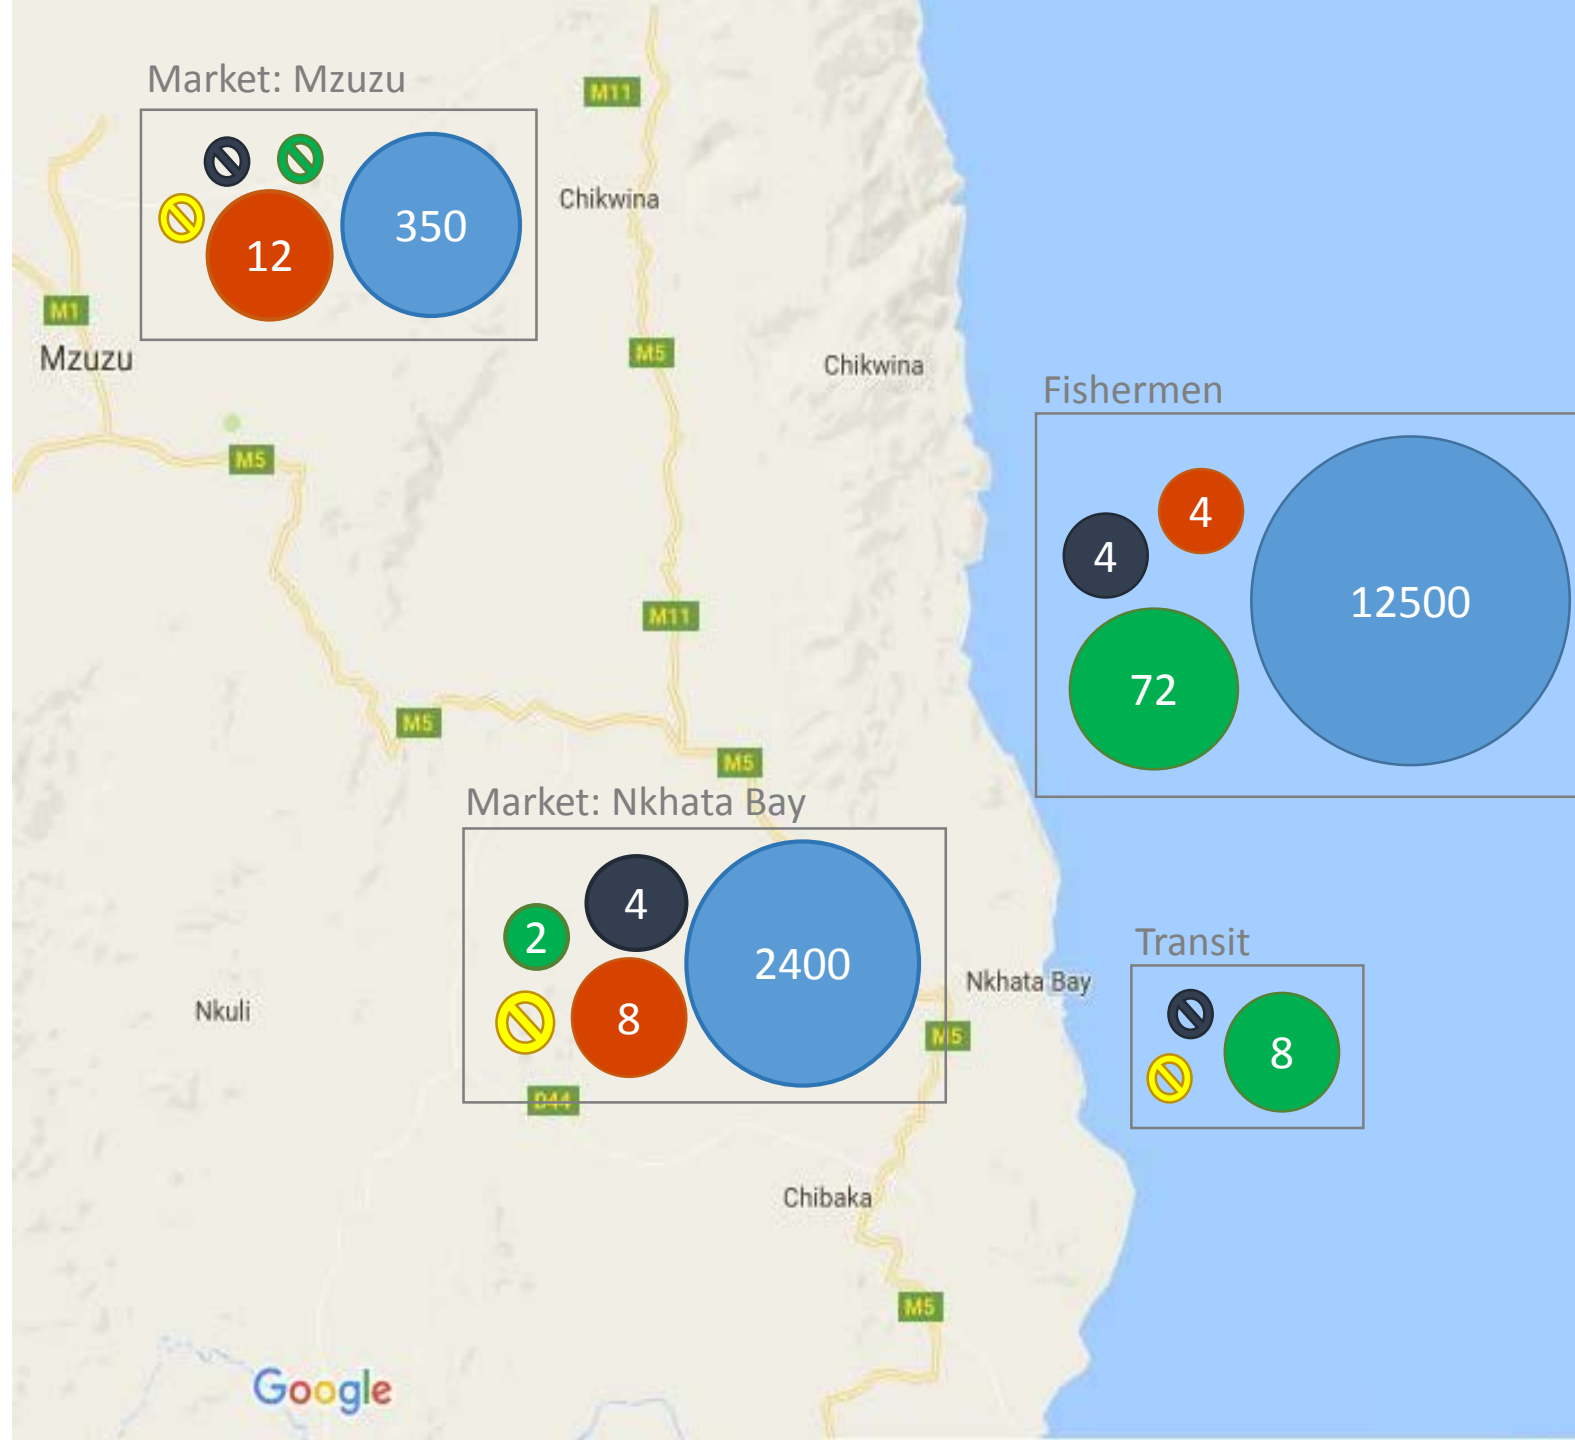 Market: Mzuzu
M11
350
12
Chikwina
M1
Mzuzu
M5
Chikwina
Fishermen
M5
4
4
12500
M11
72
M5
M5
Market: Nkhata Bay
4
2
2400
8
Transit
Nkhata Bay
8
Nkuli
M5
D44
Chibaka
M5
Google